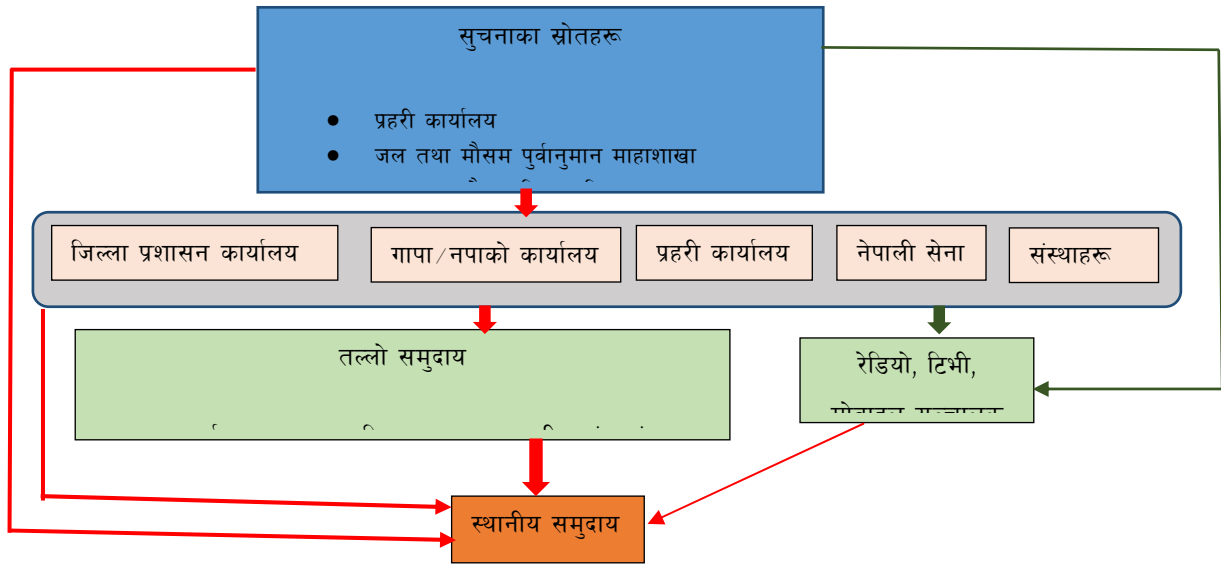 सुचनाका स्रोतहरू
● प्रहरी कार्यालय
● जल तथा मौसम पुर्वानुमान माहाशाखा
जिल्ला प्रशासन कार्यालय
गापा/नपाको कार्यालय
प्रहरी कार्यालय
नेपाली सेना
संस्थाहरू
तल्लो समुदाय
रेडियो, टिभी,
स्थानीय समुदाय